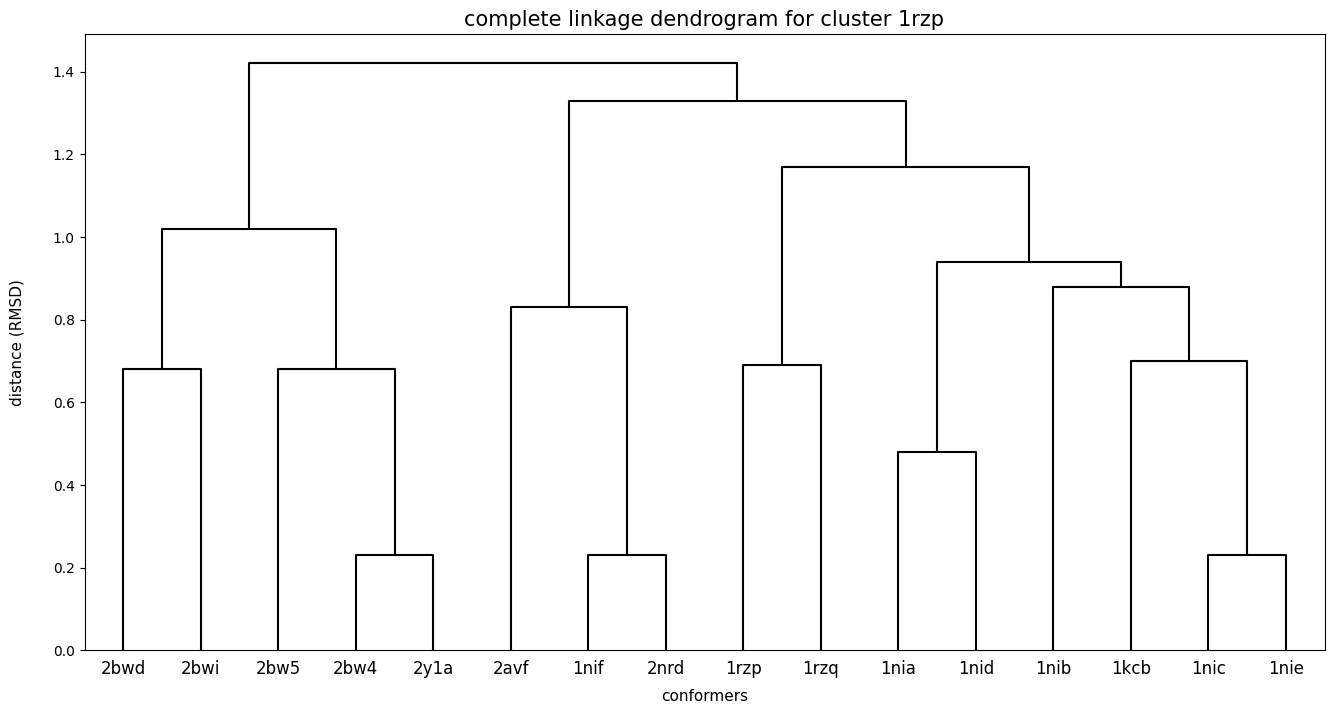 complete linkage dendrogram for cluster 1rzp
distance (RMSD)
1.4
1.2
1.0
0.8
0.6
0.4
0.2
0.0
2bwd 2bwi 2bw5 2bw4 2y1a 2avf 1nif 2nrd 1rzp 1rzq 1nia 1nid 1nib 1kcb 1nic 1nie
conformers